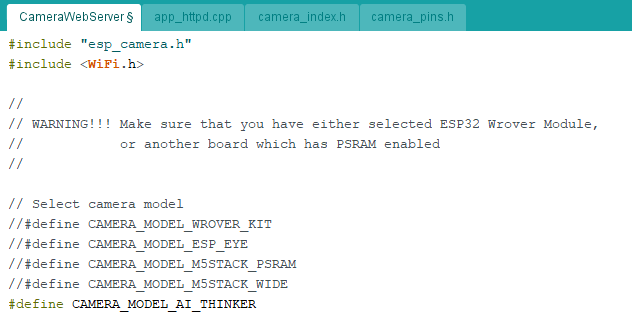 CameraWebServer §
app_httpd.cpp
camera_index.h
camera_pins.h
#include "esp_camera.h"
#include <WiFi.h>
//
// WARNING!!! Make sure that you have either selected ESP32 Wrover Module,
//            or another board which has PSRAM enabled
//
// Select camera model
//#define CAMERA_MODEL_WROVER_KIT
//#define CAMERA_MODEL_ESP_EYE
//#define CAMERA_MODEL_M5STACK_PSRAM
//#define CAMERA_MODEL_M5STACK_WIDE
#define CAMERA_MODEL_AI_THINKER